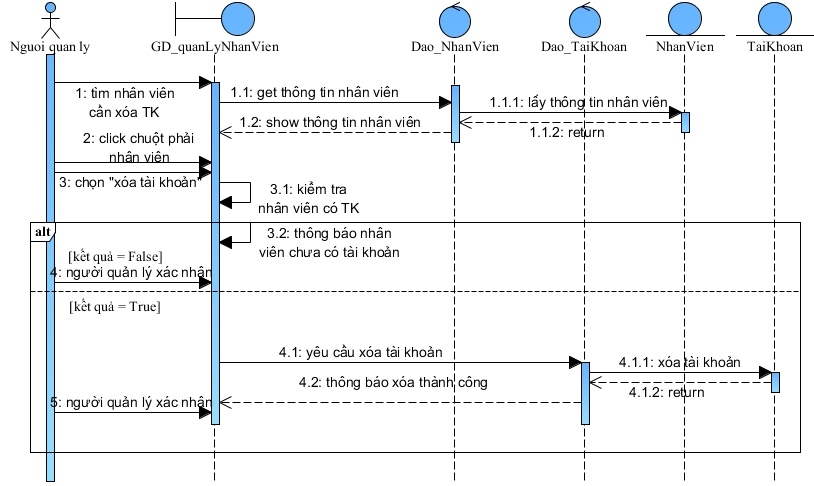 Nguoi quan ly
GD_quanLyNhanVien
Dao_NhanVien
Dao_TaiKhoan
NhanVien
TaiKhoan
1: tìm nhân viên
cần xóa TK
1.1: get thông tin nhân viên
1.1.1: lấy thông tin nhân viên
1.2: show thông tin nhân viên
1.1.2: return
2: click chuột phải
nhân viên
3: chọn "xóa tài khoản"
3.1: kiểm tra
nhân viên có TK
alt
3.2: thông báo nhân
viên chưa có tài khoản
[kết quả = False]
4: người quản lý xác nhận
[kết quả = True]
4.1: yêu cầu xóa tài khoản
4.1.1: xóa tài khoản
4.2: thông báo xóa thành công
4.1.2: return
5: người quản lý xác nhận